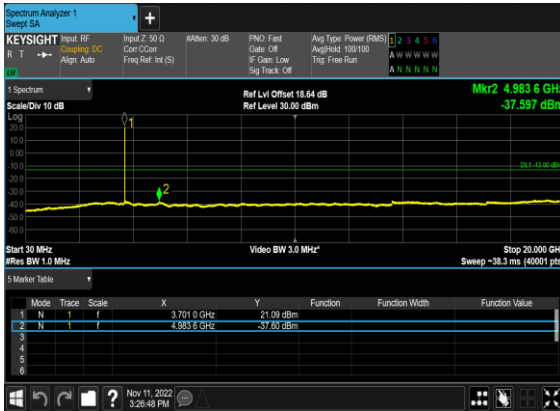 Spectrum Analyzer 1
Swept SA
+
KEYSIGHT Input: RF Input Z: 50 Ω #Atten: 30 dB PNO: Fast Avg Type: Power (RMS) 1 2 3 4 5 6
R T Coupling: DC Corr CCorr Gate: Off Avg|Hold: 100/100 A W W W W W
Align: Auto Freq Ref: Int (S) IF Gain: Low Trig: Free Run
Sig Track: Off A N N N N N
1 Spectrum Ref Lvl Offset 18.64 dB Mkr2 4.983 6 GHz
Scale/Div 10 dB Ref Level 30.00 dBm -37.597 dBm
Log
1
20.0
10.0
0.00
-10.0
DL1 -13.00 dBm
-20.0
-30.0
2
-40.0
-50.0
-60.0
Start 30 MHz Video BW 3.0 MHz* Stop 20.000 GH
#Res BW 1.0 MHz Sweep ~38.3 ms (40001 pts
5 Marker Table
Mode Trace Scale X Y Function Function Width Function Value
1 N 1 f 3.701 0 GHz 21.09 dBm
2 N 1 f 4.983 6 GHz -37.60 dBm
3
4
5
6
? Nov 11, 2022
3:26:48 PM